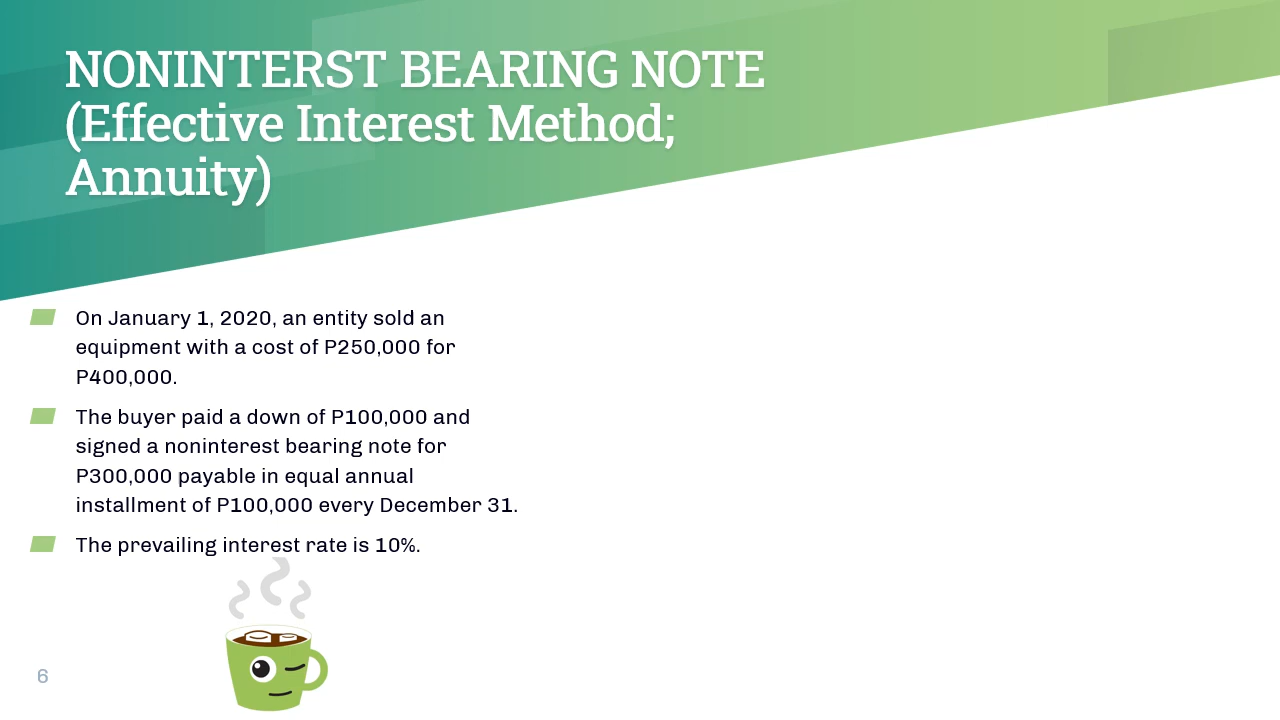 NONINTERST BEARING NOTE
(Effective Interest Method;
Annuity)
On January 1, 2020, an entity sold an
equipment with a cost of P250,000 for
P400,000.
The buyer paid a down of P100,000 and
signed a noninterest bearing note for
P300,000 payable in equal annual
installment of P100,000 every December 31.
The prevailing interest rate is 10%.
6